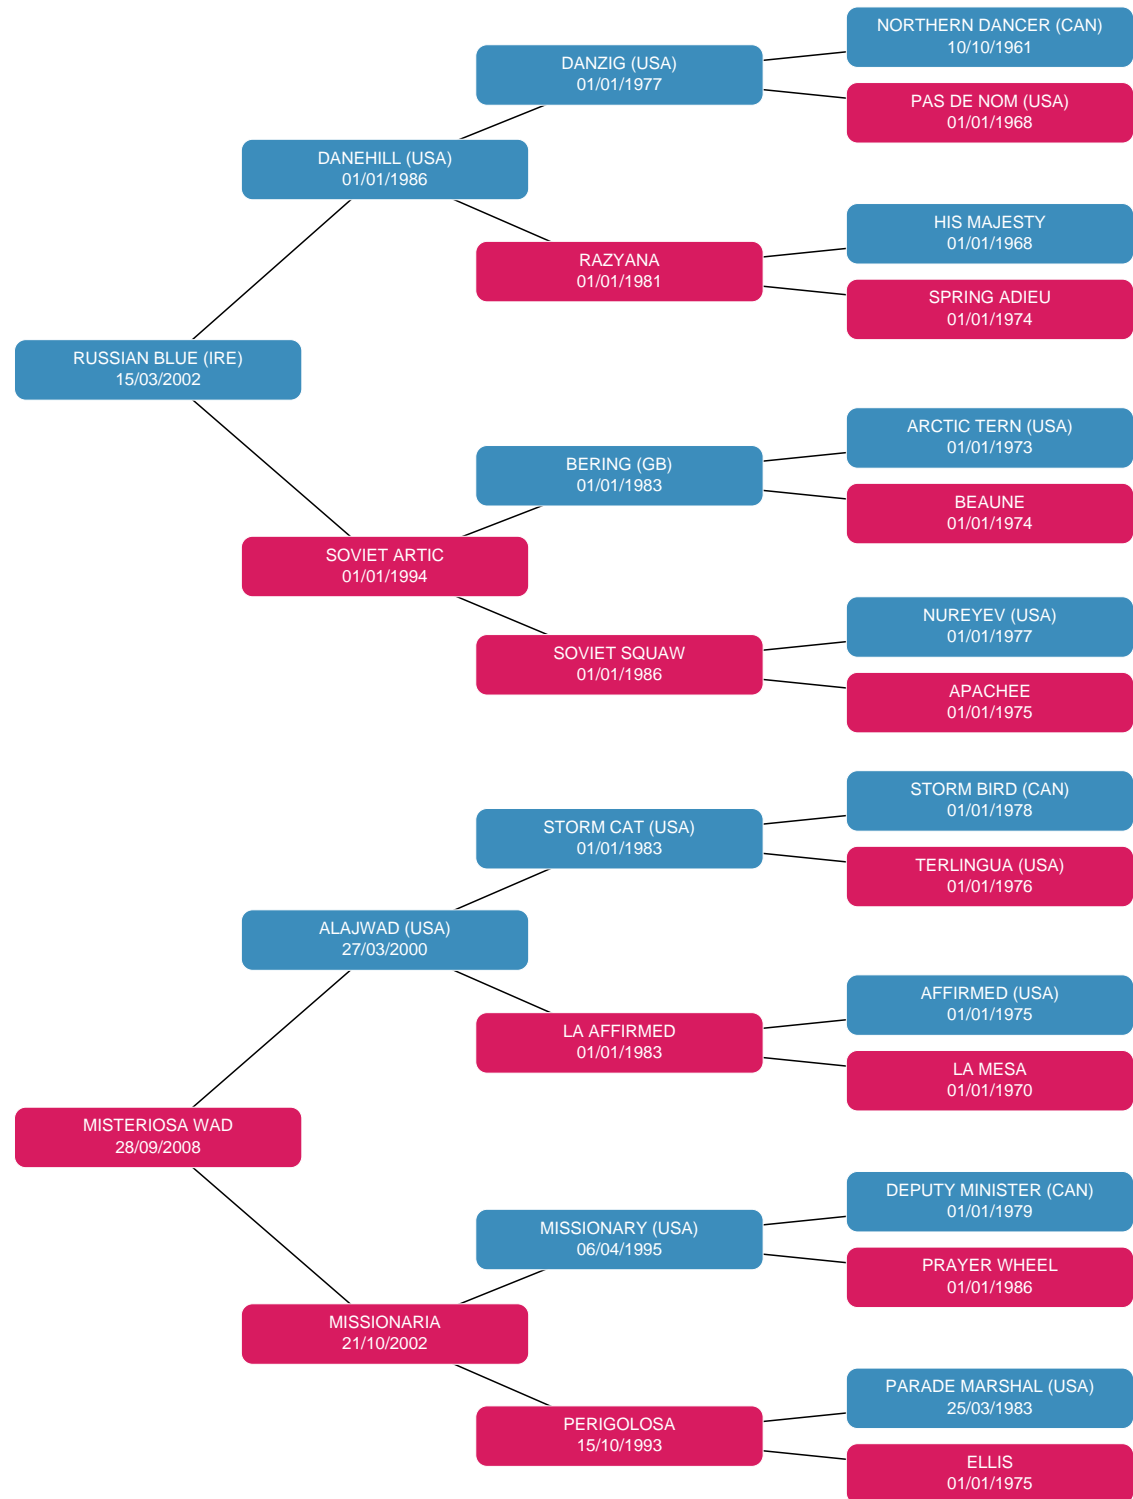 NORTHERN DANCER (CAN)
10/10/1961
DANZIG (USA)
01/01/1977
PAS DE NOM (USA)
01/01/1968
DANEHILL (USA)
01/01/1986
HIS MAJESTY
01/01/1968
RAZYANA
01/01/1981
SPRING ADIEU
01/01/1974
RUSSIAN BLUE (IRE)
15/03/2002
ARCTIC TERN (USA)
01/01/1973
BERING (GB)
01/01/1983
BEAUNE
01/01/1974
SOVIET ARTIC
01/01/1994
NUREYEV (USA)
01/01/1977
SOVIET SQUAW
01/01/1986
APACHEE
01/01/1975
STORM BIRD (CAN)
01/01/1978
STORM CAT (USA)
01/01/1983
TERLINGUA (USA)
01/01/1976
ALAJWAD (USA)
27/03/2000
AFFIRMED (USA)
01/01/1975
LA AFFIRMED
01/01/1983
LA MESA
01/01/1970
MISTERIOSA WAD
28/09/2008
DEPUTY MINISTER (CAN)
01/01/1979
MISSIONARY (USA)
06/04/1995
PRAYER WHEEL
01/01/1986
MISSIONARIA
21/10/2002
PARADE MARSHAL (USA)
25/03/1983
PERIGOLOSA
15/10/1993
ELLIS
01/01/1975